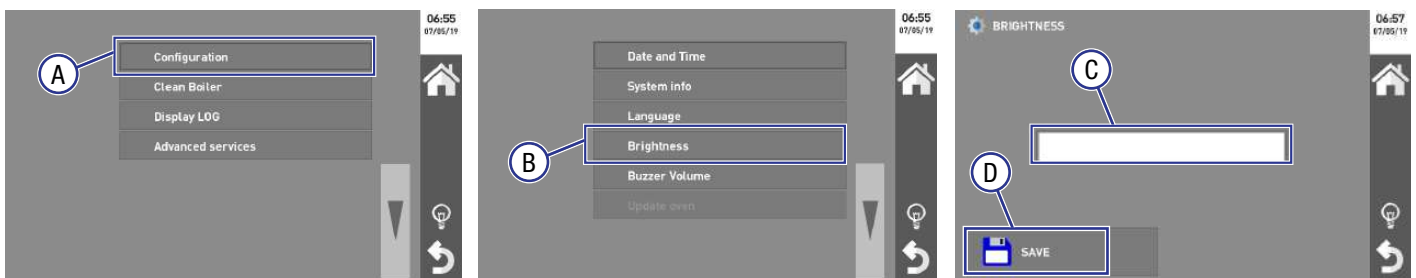 06:55
07/05/19
A
Configuration
Clean Boiler
Display LOG
Advanced services
06:55
07/05/19
Date and Time
System info
Language
B
Brightness
Buzzer Volume
Update oven
BRIGHTNESS
06:57
07/05/19
C
D
SAVE